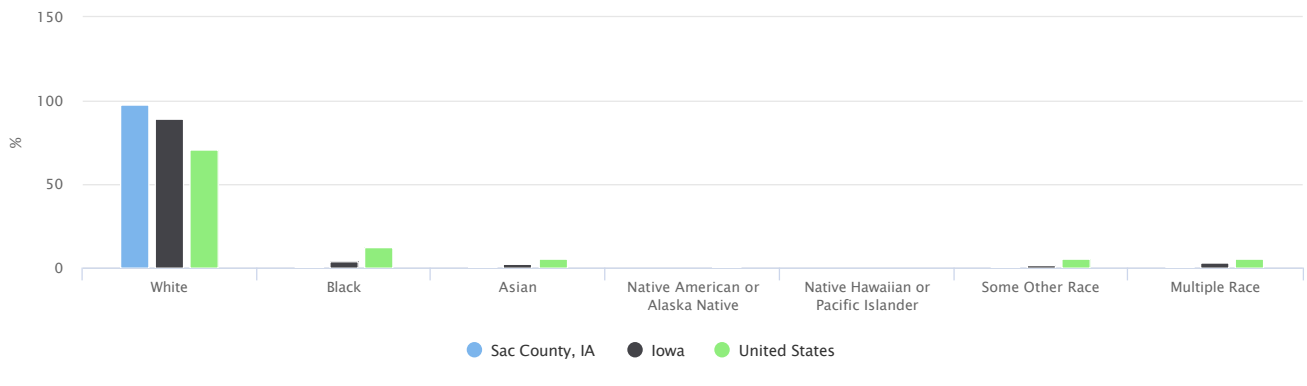 150
100
%
50
0
White
Black
Asian
Native American or
Alaska Native
Native Hawaiian or
Pacific Islander
Some Other Race
Multiple Race
Sac County, IA
Iowa
United States